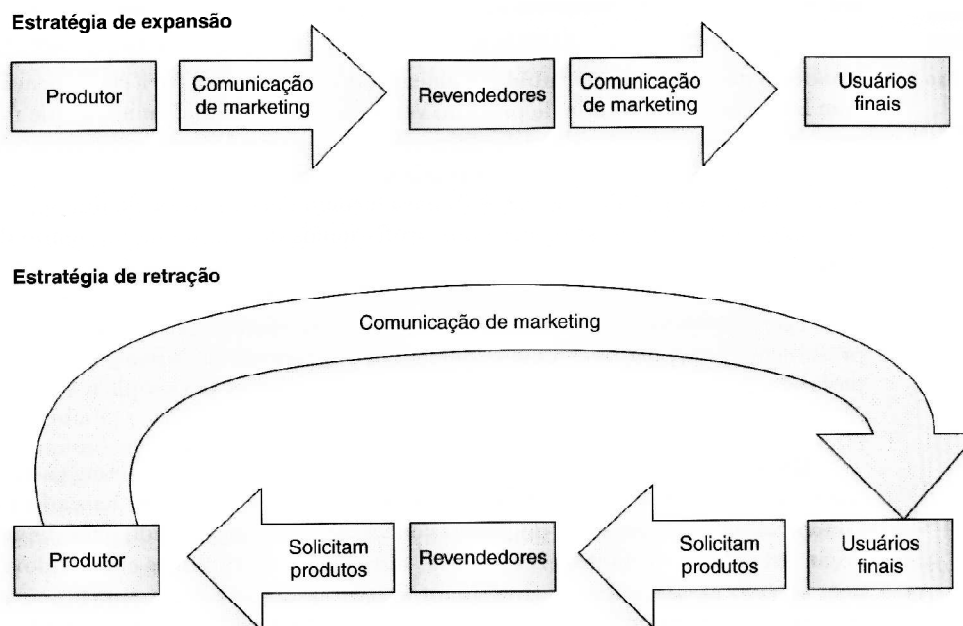 Estratégia de expansão
Produtor
Comunicação
de marketing
Revendedores
Comunicação
de marketing
Usuários
finais
Estratégia de retração
Comunicação de marketing
Produtor
Solicitam
produtos
Revendedores
Solicitam
produtos
Usuários
finais